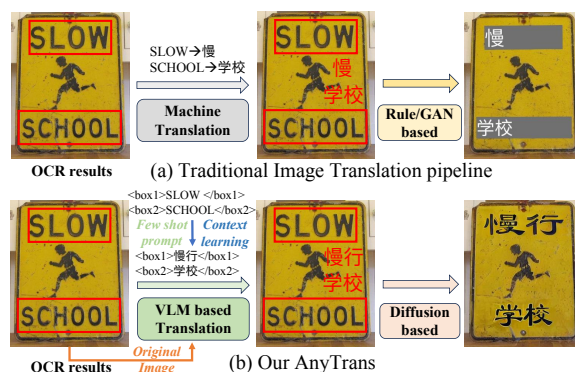 SLOW
SCHOOL
OCR results
SLOW→慢
SCHOOL→学校
Machine
Translation
SLOW
慢
学校
SCHOOL
Rule/GAN
based
慢
学校
(a) Traditional Image Translation pipeline
SLOW
SCHOOL
OCR results
<box1>SLOW </box1>
<box2>SCHOOL</box2>
Few shot
prompt
Context
learning
<box1>慢行</box1>
<box2>学校</box2>
VLM based
Translation
Original
Image
SLOW
慢行
学校
SCHOOL
Diffusion
based
慢行
学校
(b) Our AnyTrans